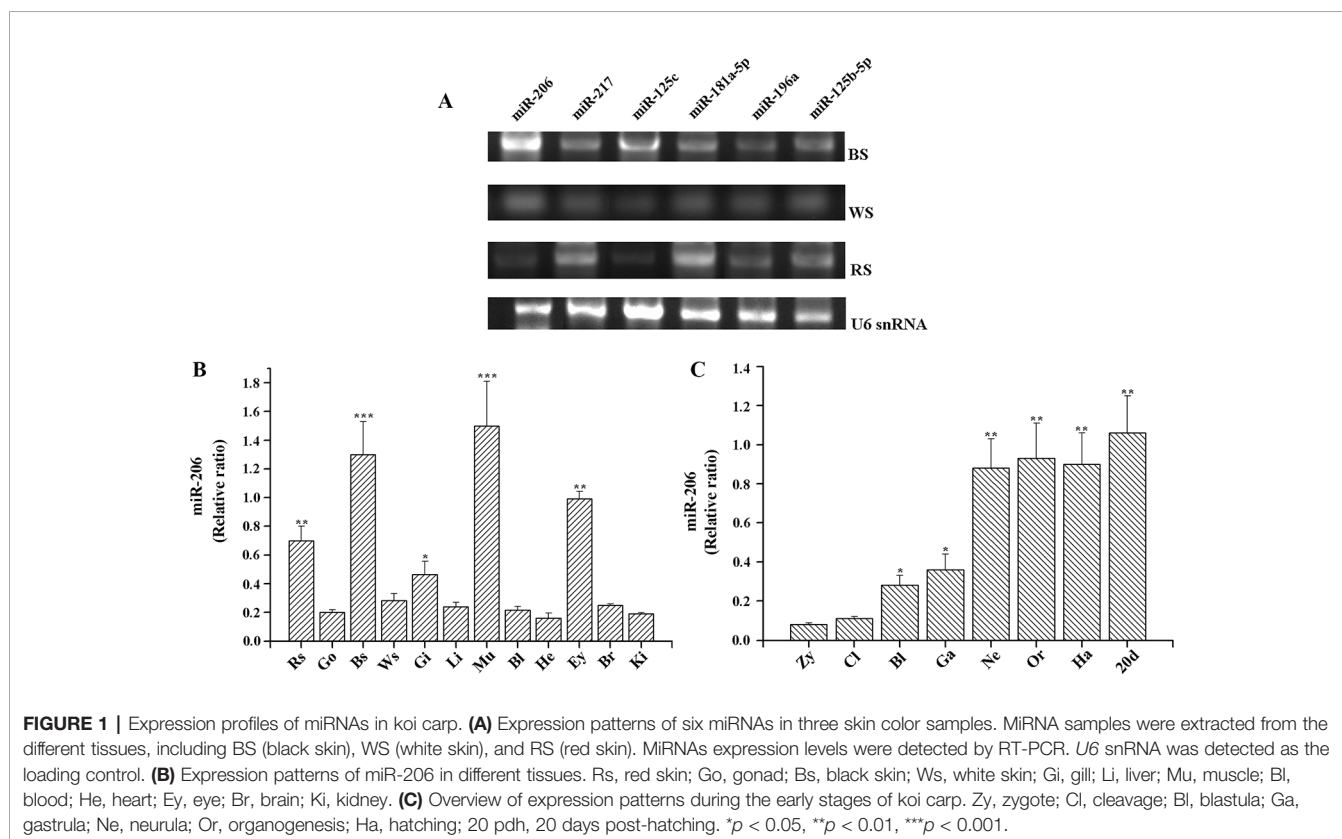 A
miR-206 miR-217 miR-125c miR-181a-5p miR-196a miR-125b-5p
BS
WS
RS
U6 snRNA
B
miR-206
(Relative ratio)
1.8
1.6
1.4
1.2
1.0
0.8
0.6
0.4
0.2
0.0
** *** * *** **
Rs Go Bs Ws Gi Li Mu Bl He Ey Br Ki
C
miR-206
(Relative ratio)
1.4
1.2
1.0
0.8
0.6
0.4
0.2
0.0
* * ** ** ** **
Zy Cl Bl Ga Ne Or Ha 20d
FIGURE 1 | Expression profiles of miRNAs in koi carp. (A) Expression patterns of six miRNAs in three skin color samples. MiRNA samples were extracted from the
different tissues, including BS (black skin), WS (white skin), and RS (red skin). MiRNAs expression levels were detected by RT-PCR. U6 snRNA was detected as the
loading control. (B) Expression patterns of miR-206 in different tissues. Rs, red skin; Go, gonad; Bs, black skin; Ws, white skin; Gi, gill; Li, liver; Mu, muscle; Bl,
blood; He, heart; Ey, eye; Br, brain; Ki, kidney. (C) Overview of expression patterns during the early stages of koi carp. Zy, zygote; Cl, cleavage; Bl, blastula; Ga,
gastrula; Ne, neurula; Or, organogenesis; Ha, hatching; 20 pdh, 20 days post-hatching. *p < 0.05, **p < 0.01, ***p < 0.001.